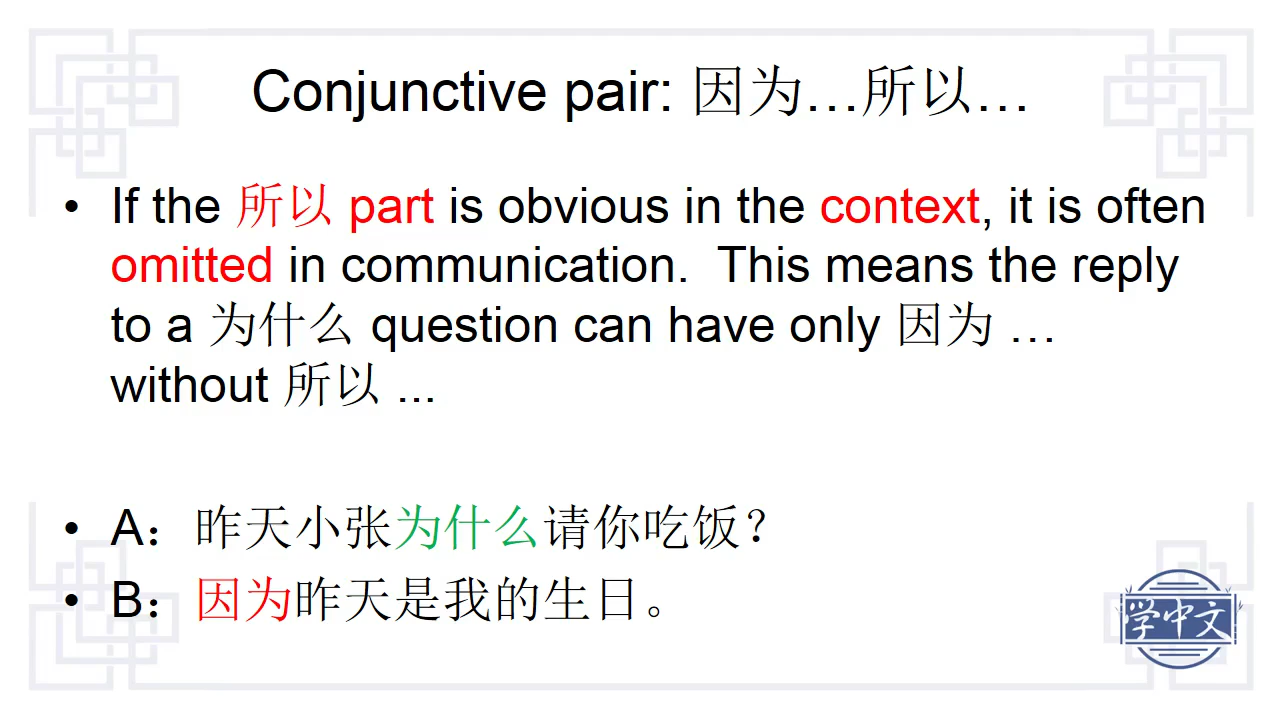 Conjunctive pair: 因为…所以…
• If the 所以 part is obvious in the context, it is often
omitted in communication.  This means the reply
to a 为什么 question can have only 因为 …
without 所以 ...
• A：昨天小张为什么请你吃饭？
• B：因为昨天是我的生日。
学中文